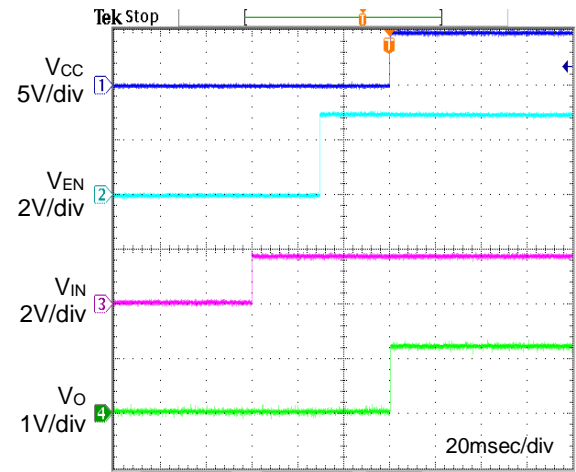 Tek Stop
T
T
VCC
5V/div
1
VEN
2V/div
2
VIN
2V/div
3
VO
1V/div
4
20msec/div